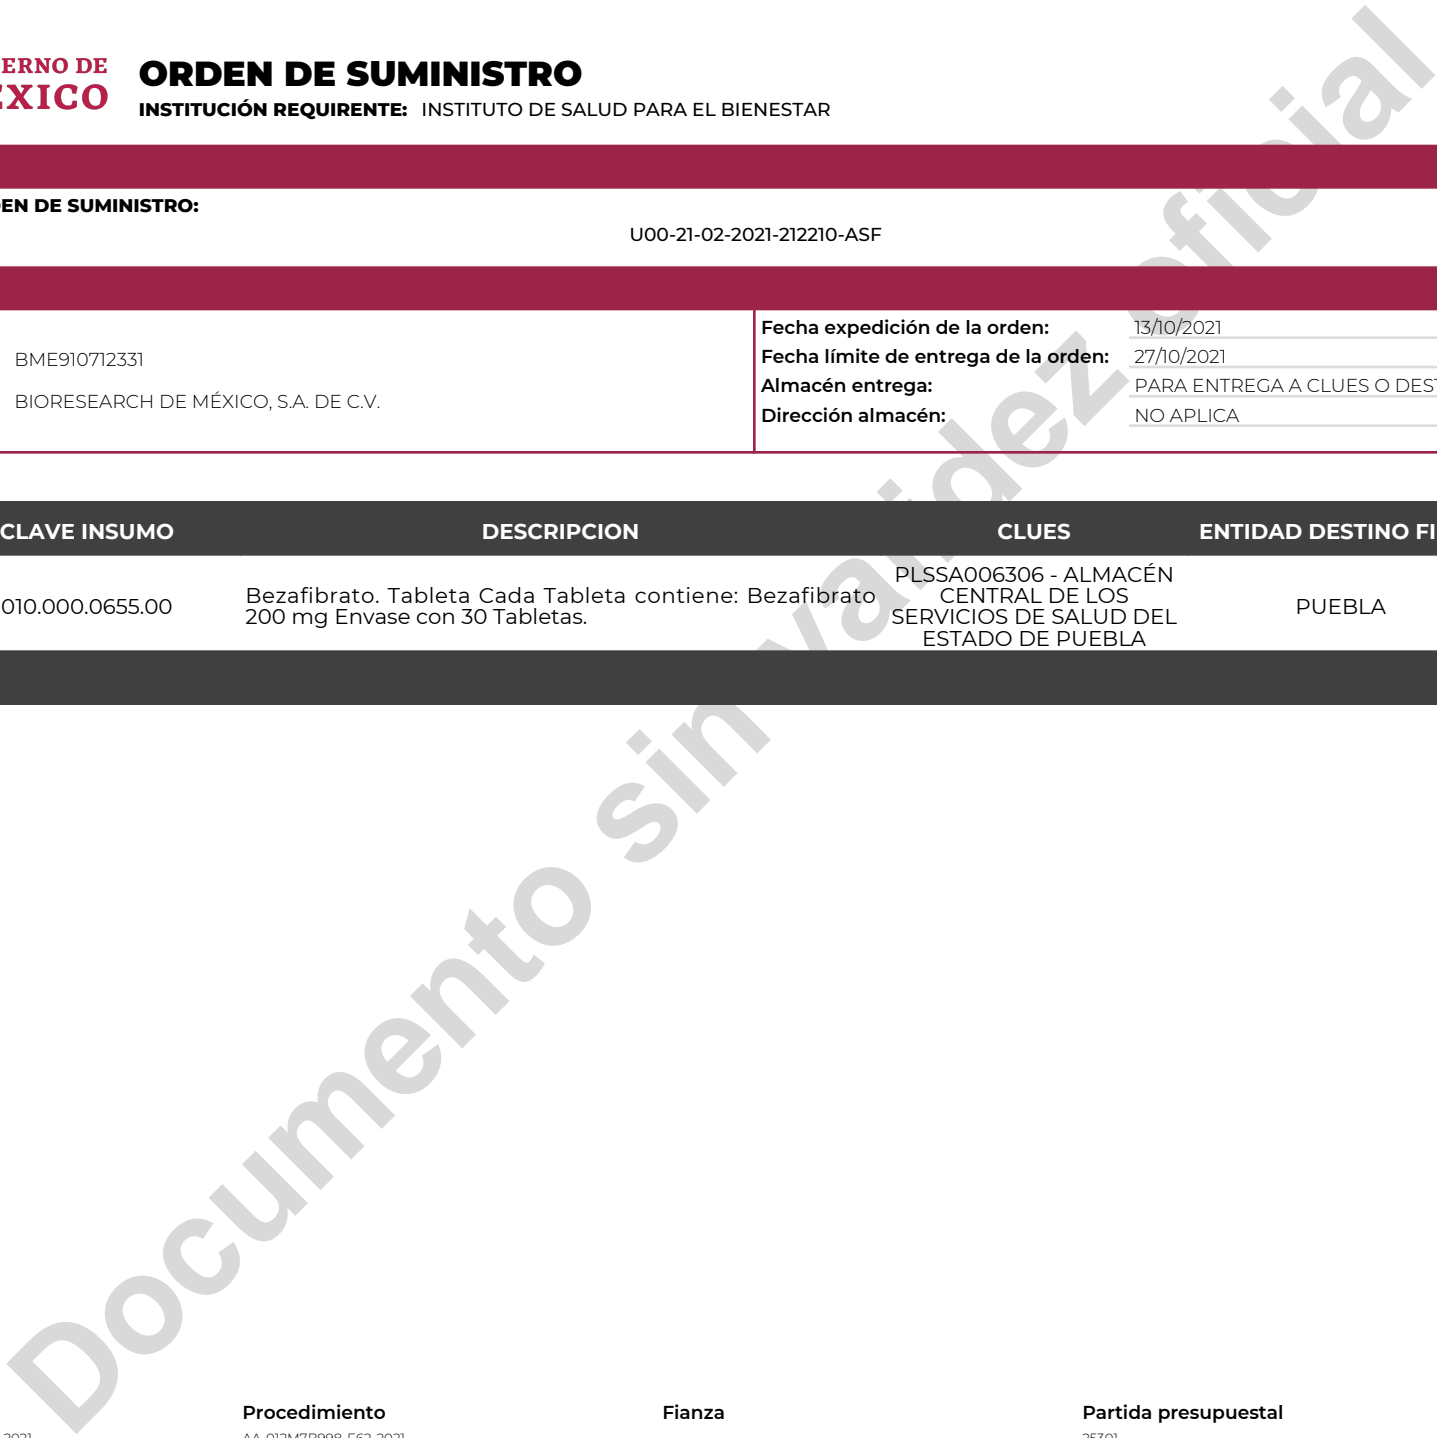 ERNO DE
ÉXICO
ORDEN DE SUMINISTRO
INSTITUCIÓN REQUIRENTE: INSTITUTO DE SALUD PARA EL BIENESTAR
EN DE SUMINISTRO:
U00-21-02-2021-212210-ASF
BME910712331
BIORESEARCH DE MÉXICO, S.A. DE C.V.
Fecha expedición de la orden: 13/10/2021
Fecha límite de entrega de la orden: 27/10/2021
Almacén entrega: PARA ENTREGA A CLUES O DEST
Dirección almacén: NO APLICA
CLAVE INSUMO DESCRIPCION CLUES ENTIDAD DESTINO FI
010.000.0655.00
Bezafibrato. Tableta Cada Tableta contiene: Bezafibrato
200 mg Envase con 30 Tabletas.
PLSSA006306 - ALMACÉN
CENTRAL DE LOS
SERVICIOS DE SALUD DEL
ESTADO DE PUEBLA
PUEBLA
Documento sin validez oficial
Procedimiento Fianza Partida presupuestal